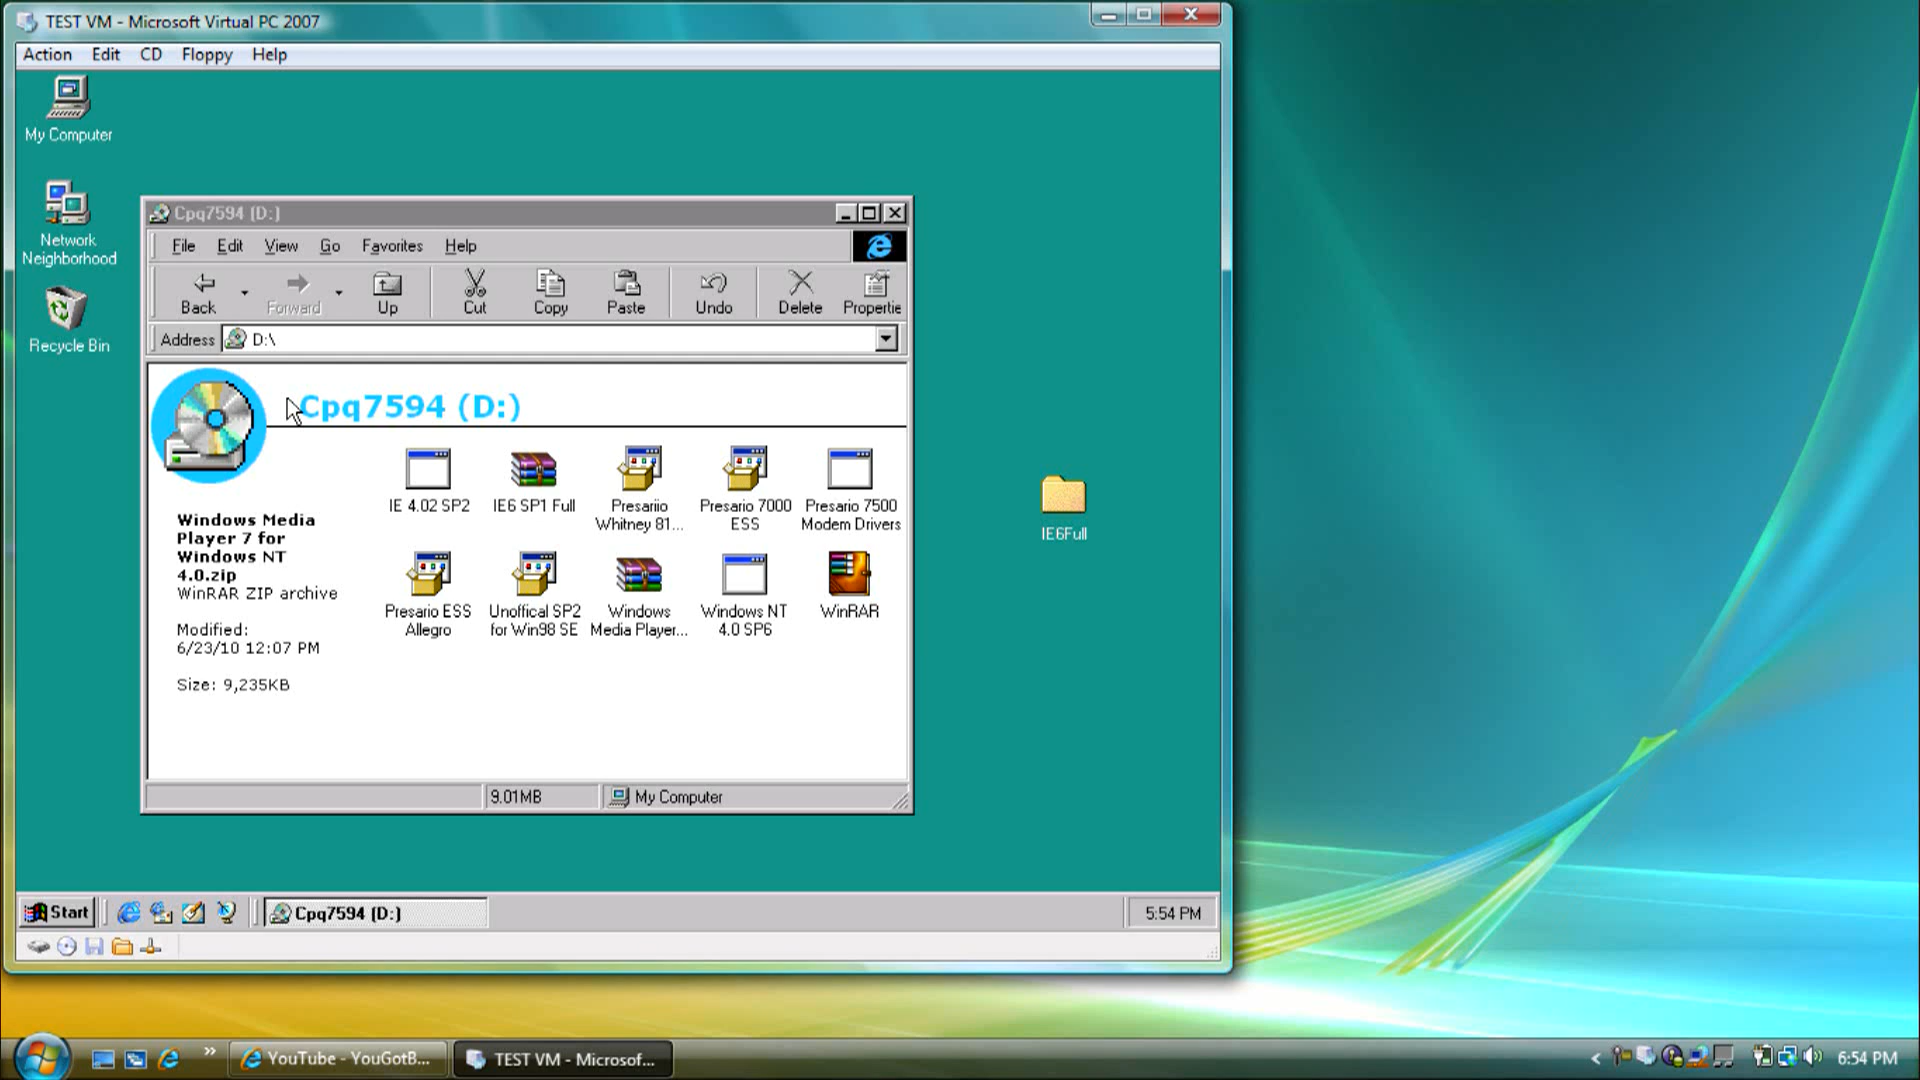 TEST VM - Microsoft Virtual PC 2007
Action Edit CD Floppy Help
My Computer
Network
Neighborhood
Recycle Bin
Cpq7594 (D:)
File Edit View Go Favorites Help
Back Forward Up Cut Copy Paste Undo Delete Propertie
Address D:\
Cpq7594 (D:)
Windows Media
Player 7 for
Windows NT
4.0.zip
WinRAR ZIP archive
Modified:
6/23/10 12:07 PM
Size: 9,235KB
IE 4.02 SP2
IE6 SP1 Full
Presariio
Whitney 81...
Presario 7000
ESS
Presario 7500
Modem Drivers
Presario ESS
Allegro
Unoffical SP2
for Win98 SE
Windows
Media Player...
Windows NT
4.0 SP6
WinRAR
9.01MB My Computer
IE6Full
Start Cpq7594 (D:) 5:54 PM
YouTube - YouGotB... TEST VM - Microsof... 6:54 PM